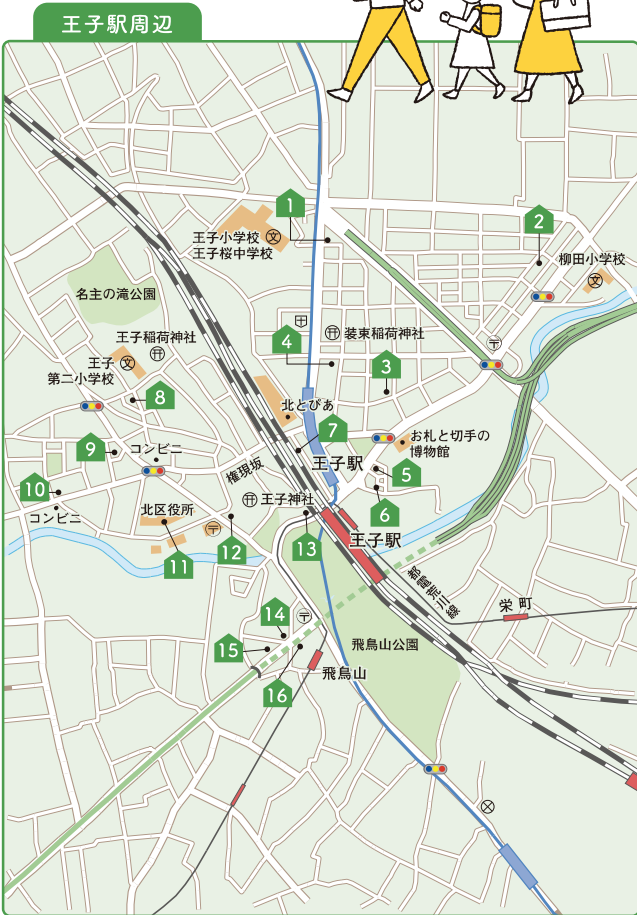 王子駅周辺
1
2
王子小学校
王子桜中学校
文
柳田小学校
文
名主の滝公園
王子稲荷神社
4
装束稲荷神社
〒
王子
第二小学校
文
3
8
北とぴあ
7
9
コンビニ
お札と切手の
博物館
王子駅
権現坂
5
10
コンビニ
北区役所
王子神社
6
〒
11
12
13
王子駅
都電荒川線
栄町
14
〒
15
飛鳥山公園
飛鳥山
16